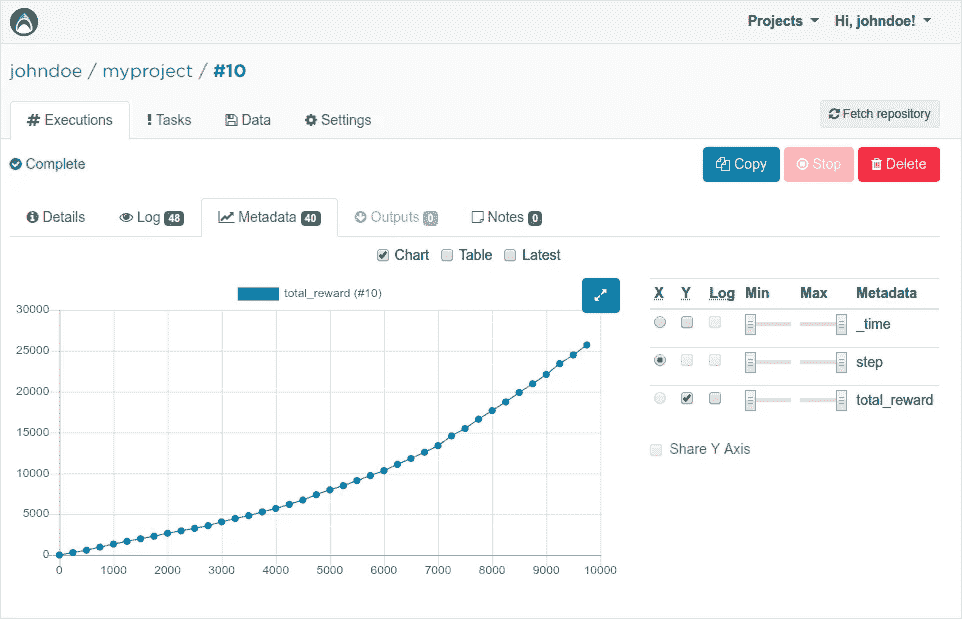 Projects Hi, johndoe!
johndoe / myproject / #10
# Executions ! Tasks Data Settings Fetch repository
Complete Copy Stop Delete
Details Log 48 Metadata 40 Outputs 0 Notes 0
Chart Table Latest
total_reward (#10)
30000
25000
20000
15000
10000
5000
0
0 1000 2000 3000 4000 5000 6000 7000 8000 9000 10000
X Y Log Min Max Metadata
_time
step
total_reward
Share Y Axis